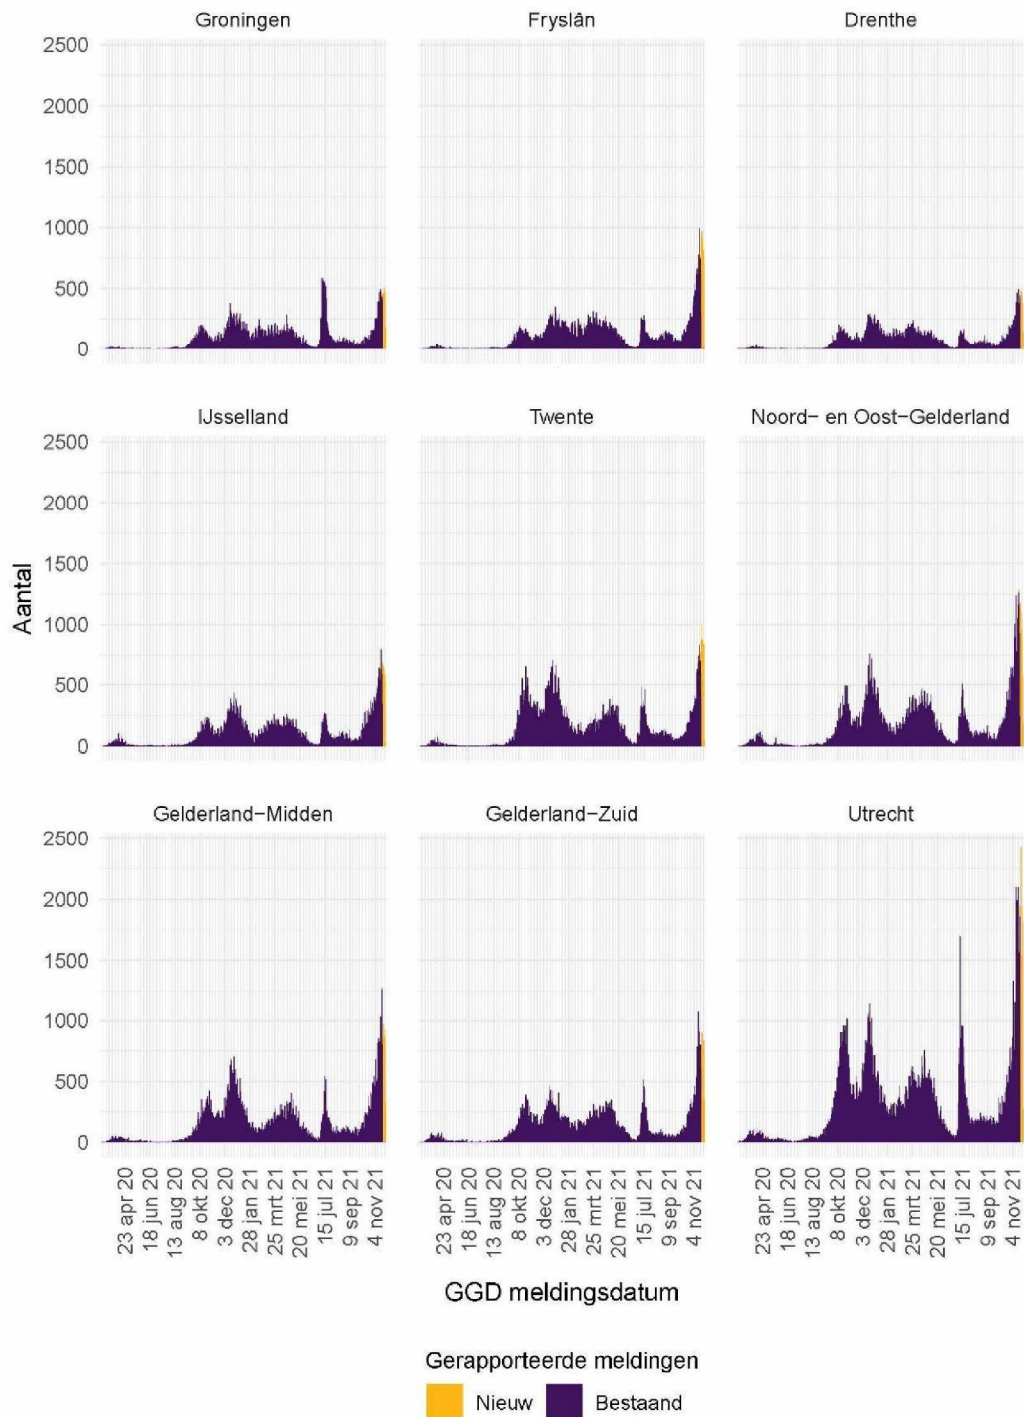 Groningen Fryslân Drenthe
2500
2000
1500
1000
500
0
IJsselland Twente Noord- en Oost-Gelderland
2500
2000
1500
1000
500
0
Aantal
Gelderland-Midden Gelderland-Zuid Utrecht
2500
2000
1500
1000
500
0
23 apr 20 18 jun 20 13 aug 20 8 okt 20 3 dec 20 28 jan 21 25 mrt 21 20 mei 21 15 jul 21 9 sep 21 4 nov 21
23 apr 20 18 jun 20 13 aug 20 8 okt 20 3 dec 20 28 jan 21 25 mrt 21 20 mei 21 15 jul 21 9 sep 21 4 nov 21
23 apr 20 18 jun 20 13 aug 20 8 okt 20 3 dec 20 28 jan 21 25 mrt 21 20 mei 21 15 jul 21 9 sep 21 4 nov 21
GGD meldingsdatum
Gerapporteerde meldingen
Nieuw Bestaand